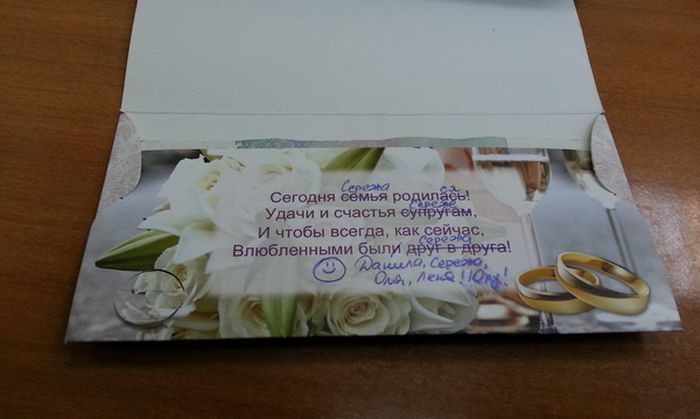 Сережа ся
Сегодня семья родилась!
Сереже
Удачи и счастья супругам,
И чтобы всегда, как сейчас,
Сережа
Влюбленными были друг в друга!
Данила, Сережа,
Оля, Леня!